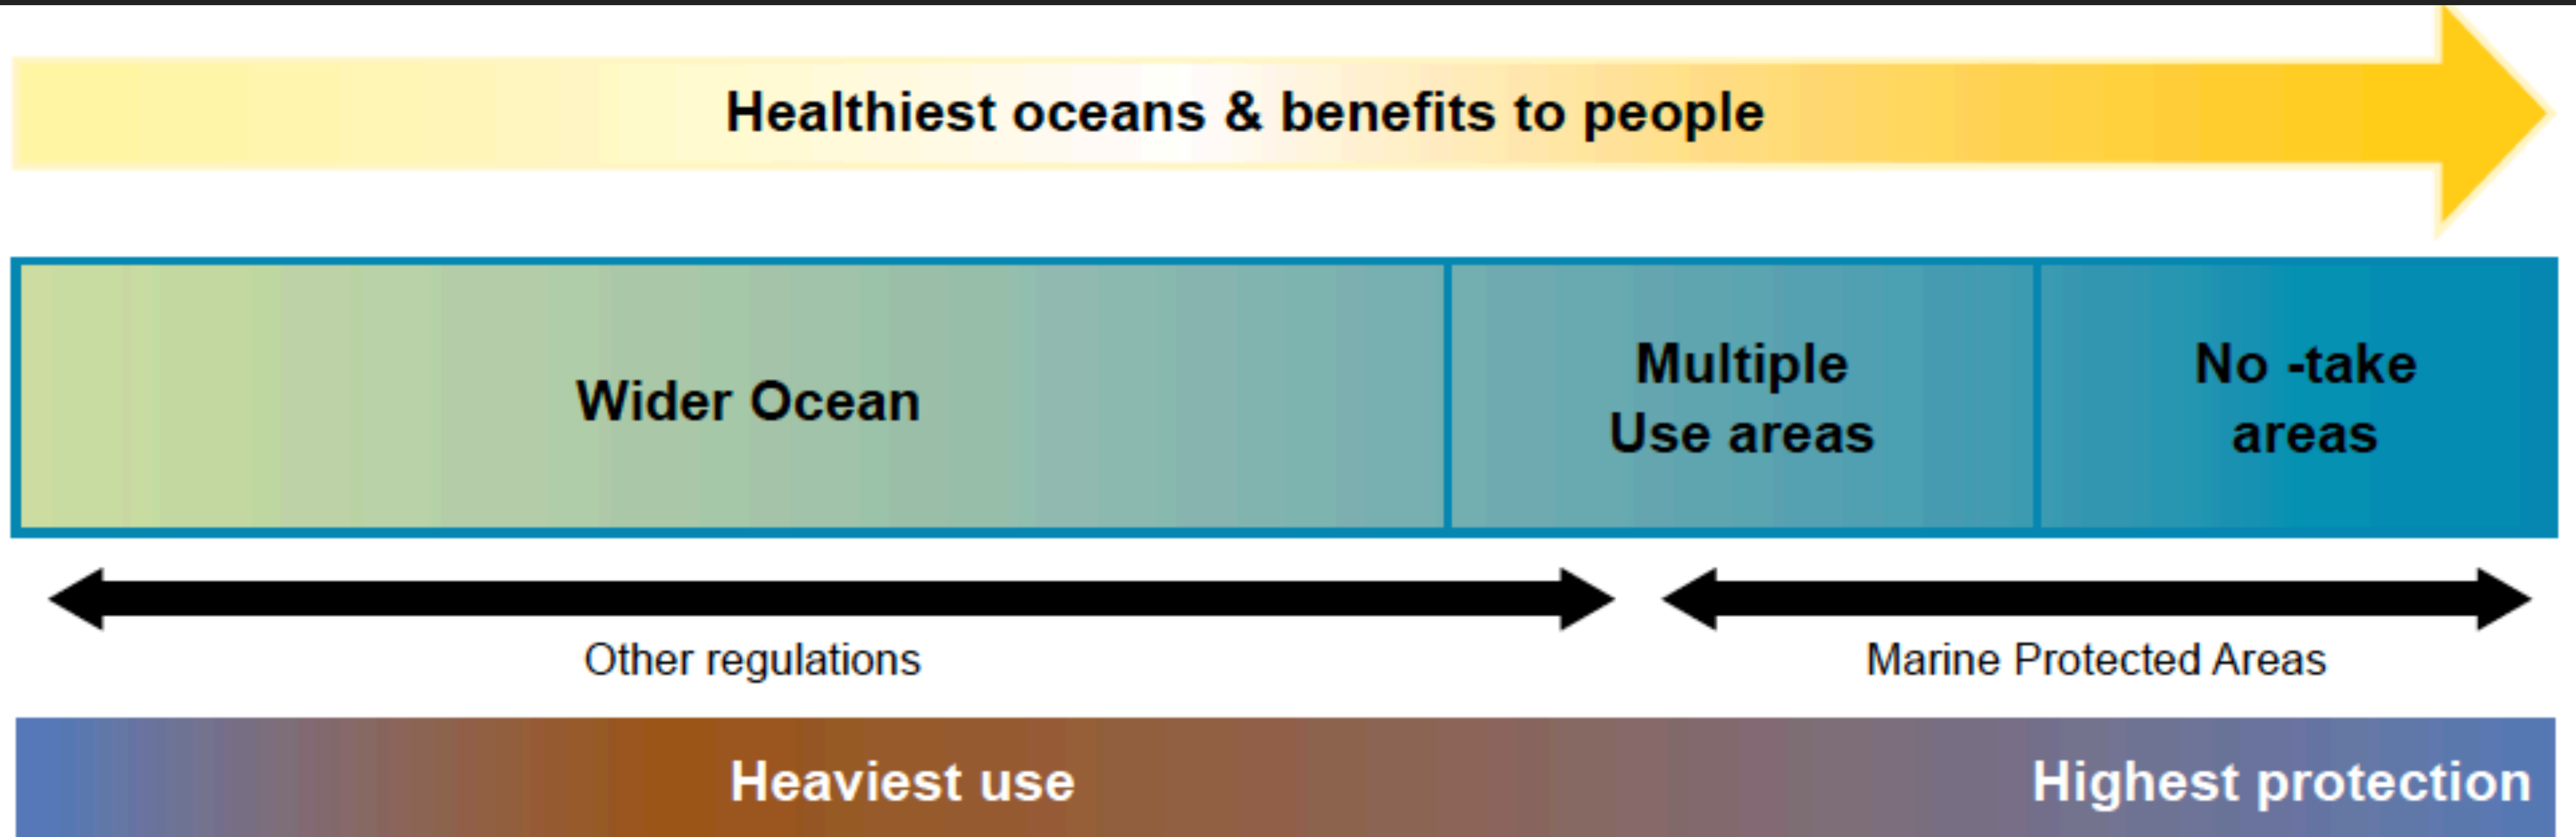 Healthiest oceans & benefits to people
Wider Ocean
Multiple
Use areas
No -take
areas
Other regulations
Marine Protected Areas
Heaviest use
Highest protection